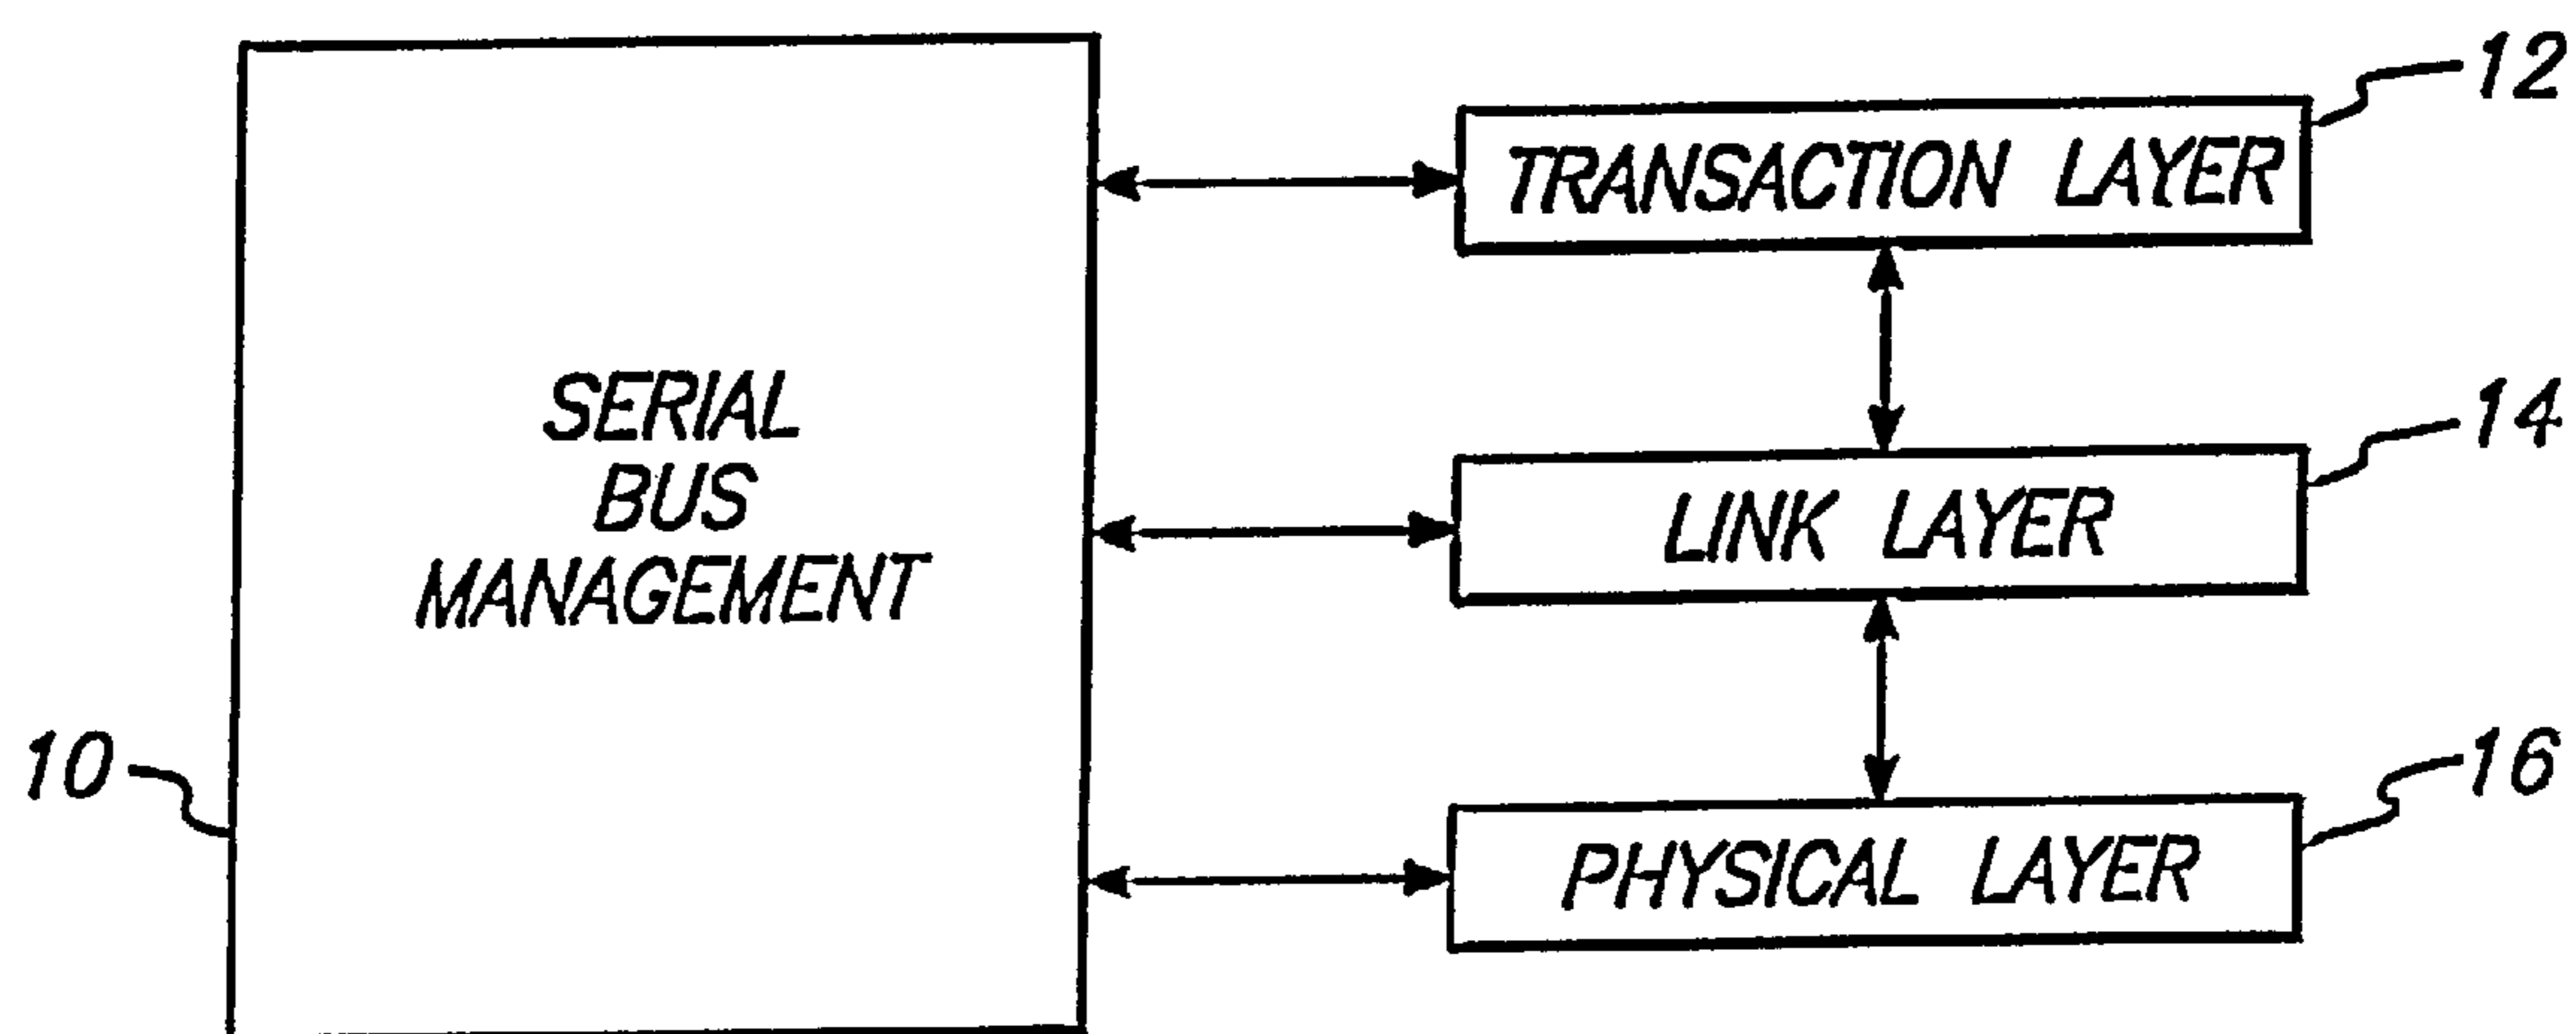 12
TRANSACTION LAYER
SERIAL
BUS
MANAGEMENT
14
LINK LAYER
10
16
PHYSICAL LAYER